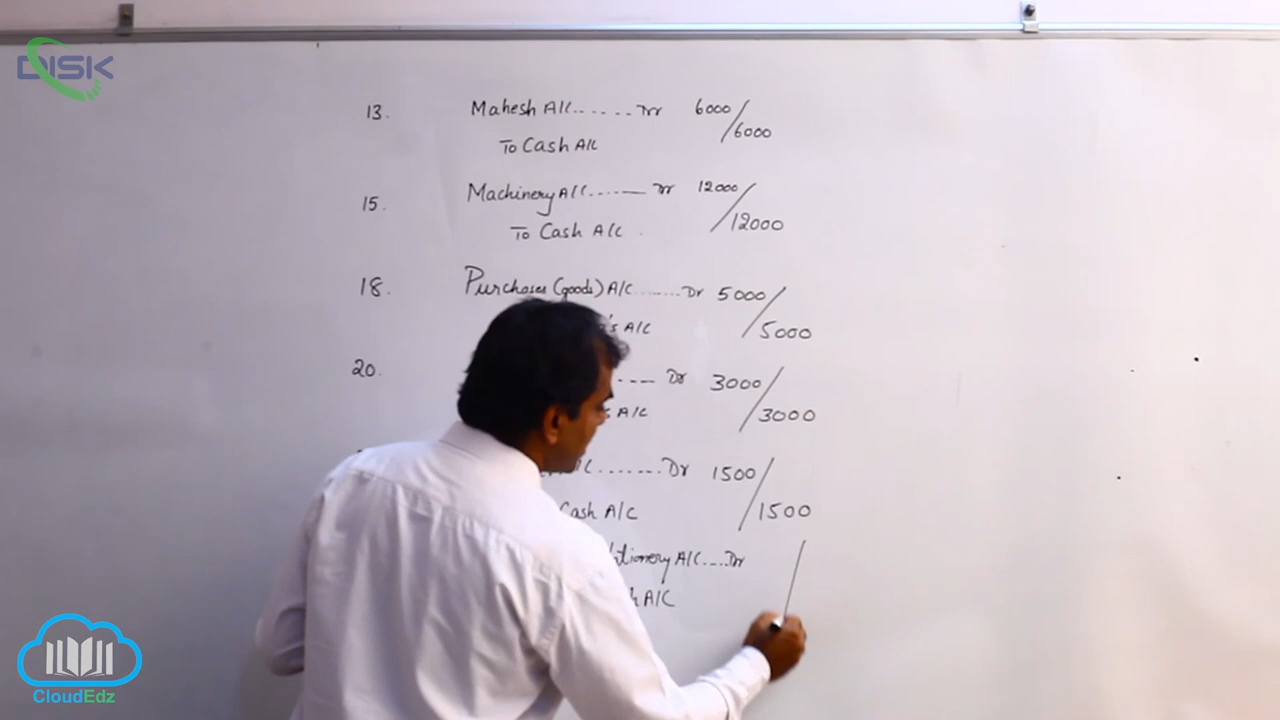 DISK
13. Mahesh A/C...... Dr 6000/
To Cash A/C 6000
15. Machinery A/C...... Dr 12000/
To Cash A/C. 12000
18. Purchases (goods) A/C....... Dr 5000/
's A/C 5000
20. ---- Dr 3000/
s A/C 3000
....... Dr 1500/
Cash A/C 1500
A/C.....Dr
A/C
CloudEdz